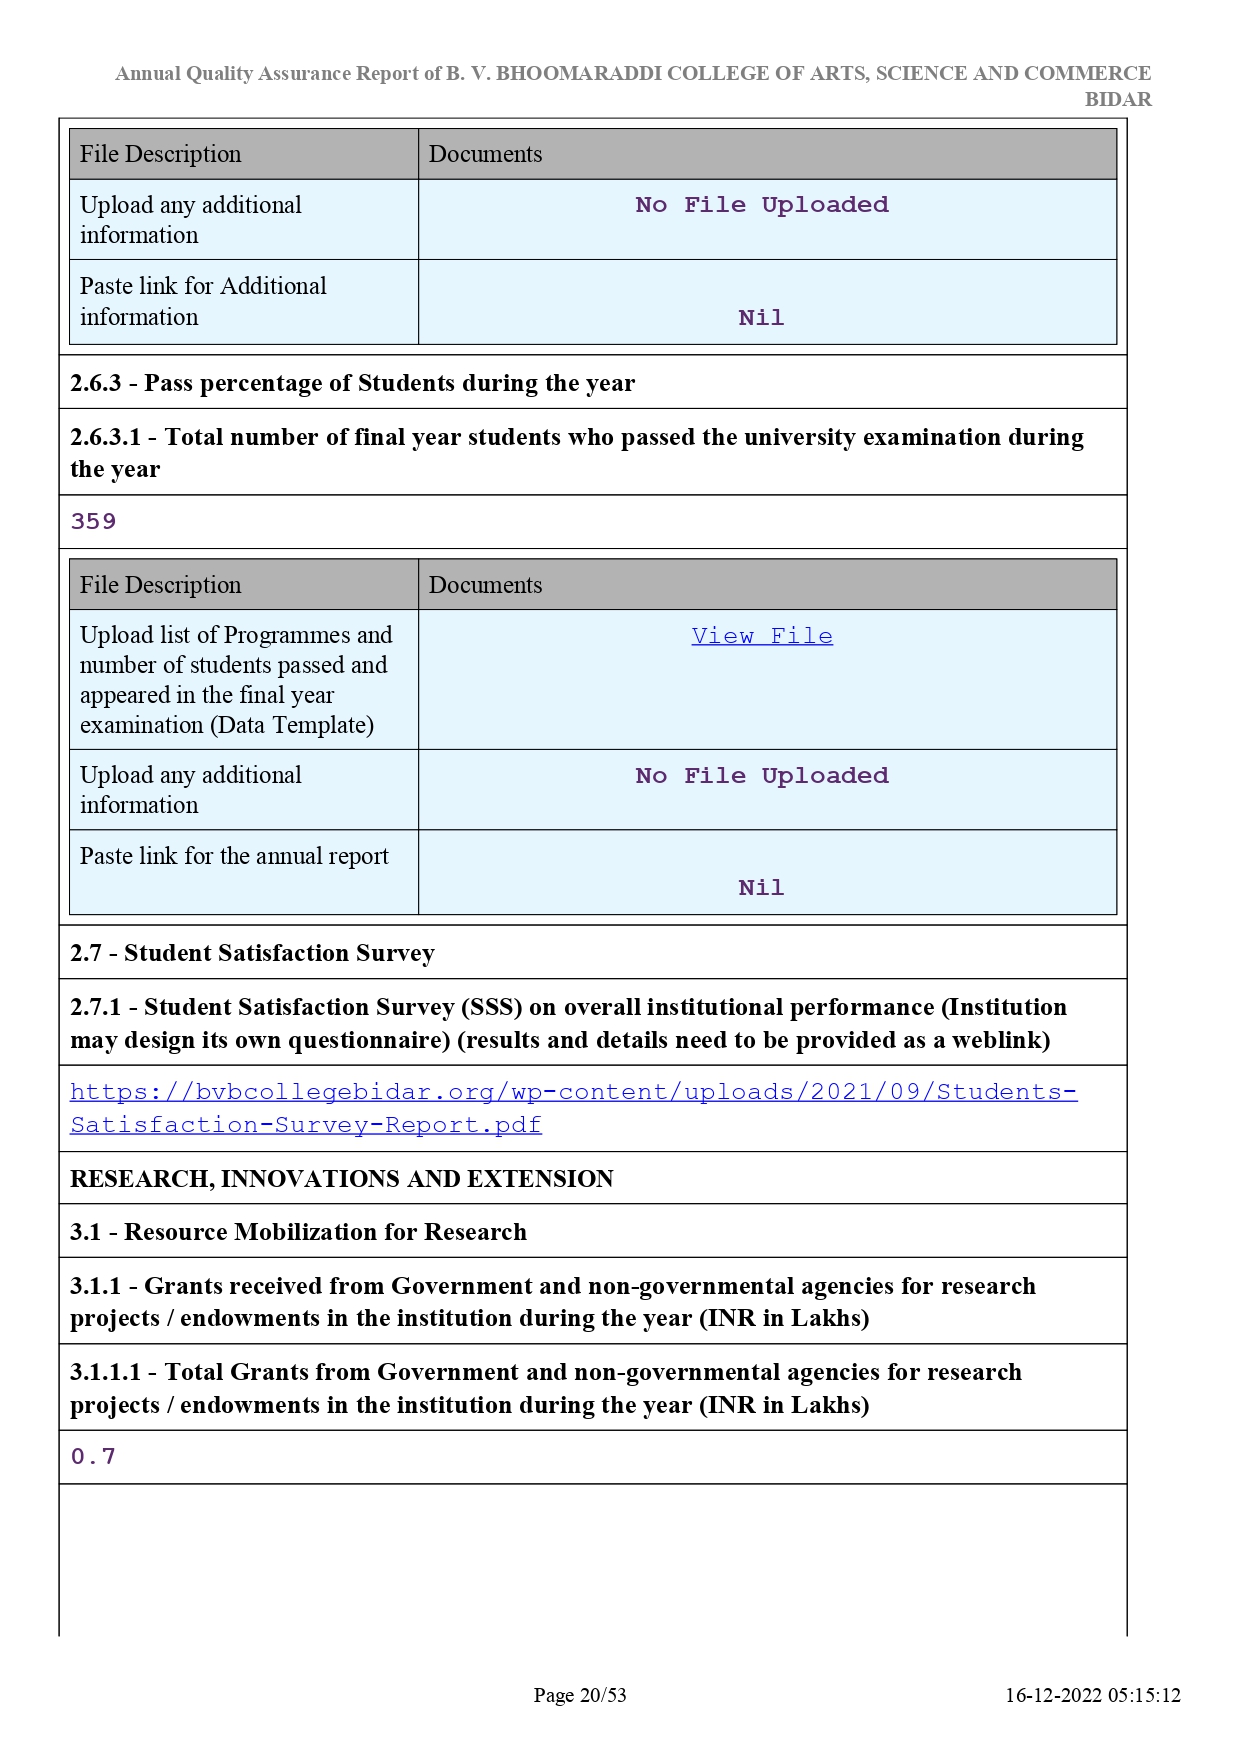 Annual Quality Assurance Report of B. V. BHOOMARADDI COLLEGE OF ARTS, SCIENCE AND COMMERCE
BIDAR
File Description Documents
Upload any additional No File Uploaded
information
Paste link for Additional
information Nil
2.6.3 - Pass percentage of Students during the year
2.6.3.1 - Total number of final year students who passed the university examination during
the year
359
File Description Documents
Upload list of Programmes and View File
number of students passed and
appeared in the final year
examination (Data Template)
Upload any additional No File Uploaded
information
Paste link for the annual report
Nil
2.7 - Student Satisfaction Survey
2.7.1 - Student Satisfaction Survey (SSS) on overall institutional performance (Institution
may design its own questionnaire) (results and details need to be provided as a weblink)
https://bvbcollegebidar.org/wp-content/uploads/2021/09/Students-
Satisfaction-Survey-Report.pdf
RESEARCH, INNOVATIONS AND EXTENSION
3.1 - Resource Mobilization for Research
3.1.1 - Grants received from Government and non-governmental agencies for research
projects / endowments in the institution during the year (INR in Lakhs)
3.1.1.1 - Total Grants from Government and non-governmental agencies for research
projects / endowments in the institution during the year (INR in Lakhs)
0.7
Page 20/53 16-12-2022 05:15:12